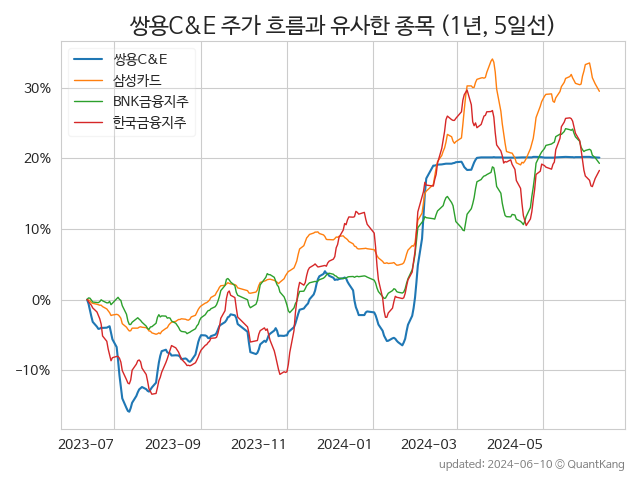 쌍용C&E 주가 흐름과 유사한 종목 (1년, 5일선)
쌍용C&E
삼성카드
BNK금융지주
한국금융지주
30%
20%
10%
0%
−10%
2023-07
2023-09
2023-11
2024-01
2024-03
2024-05
updated: 2024-06-10 © QuantKang